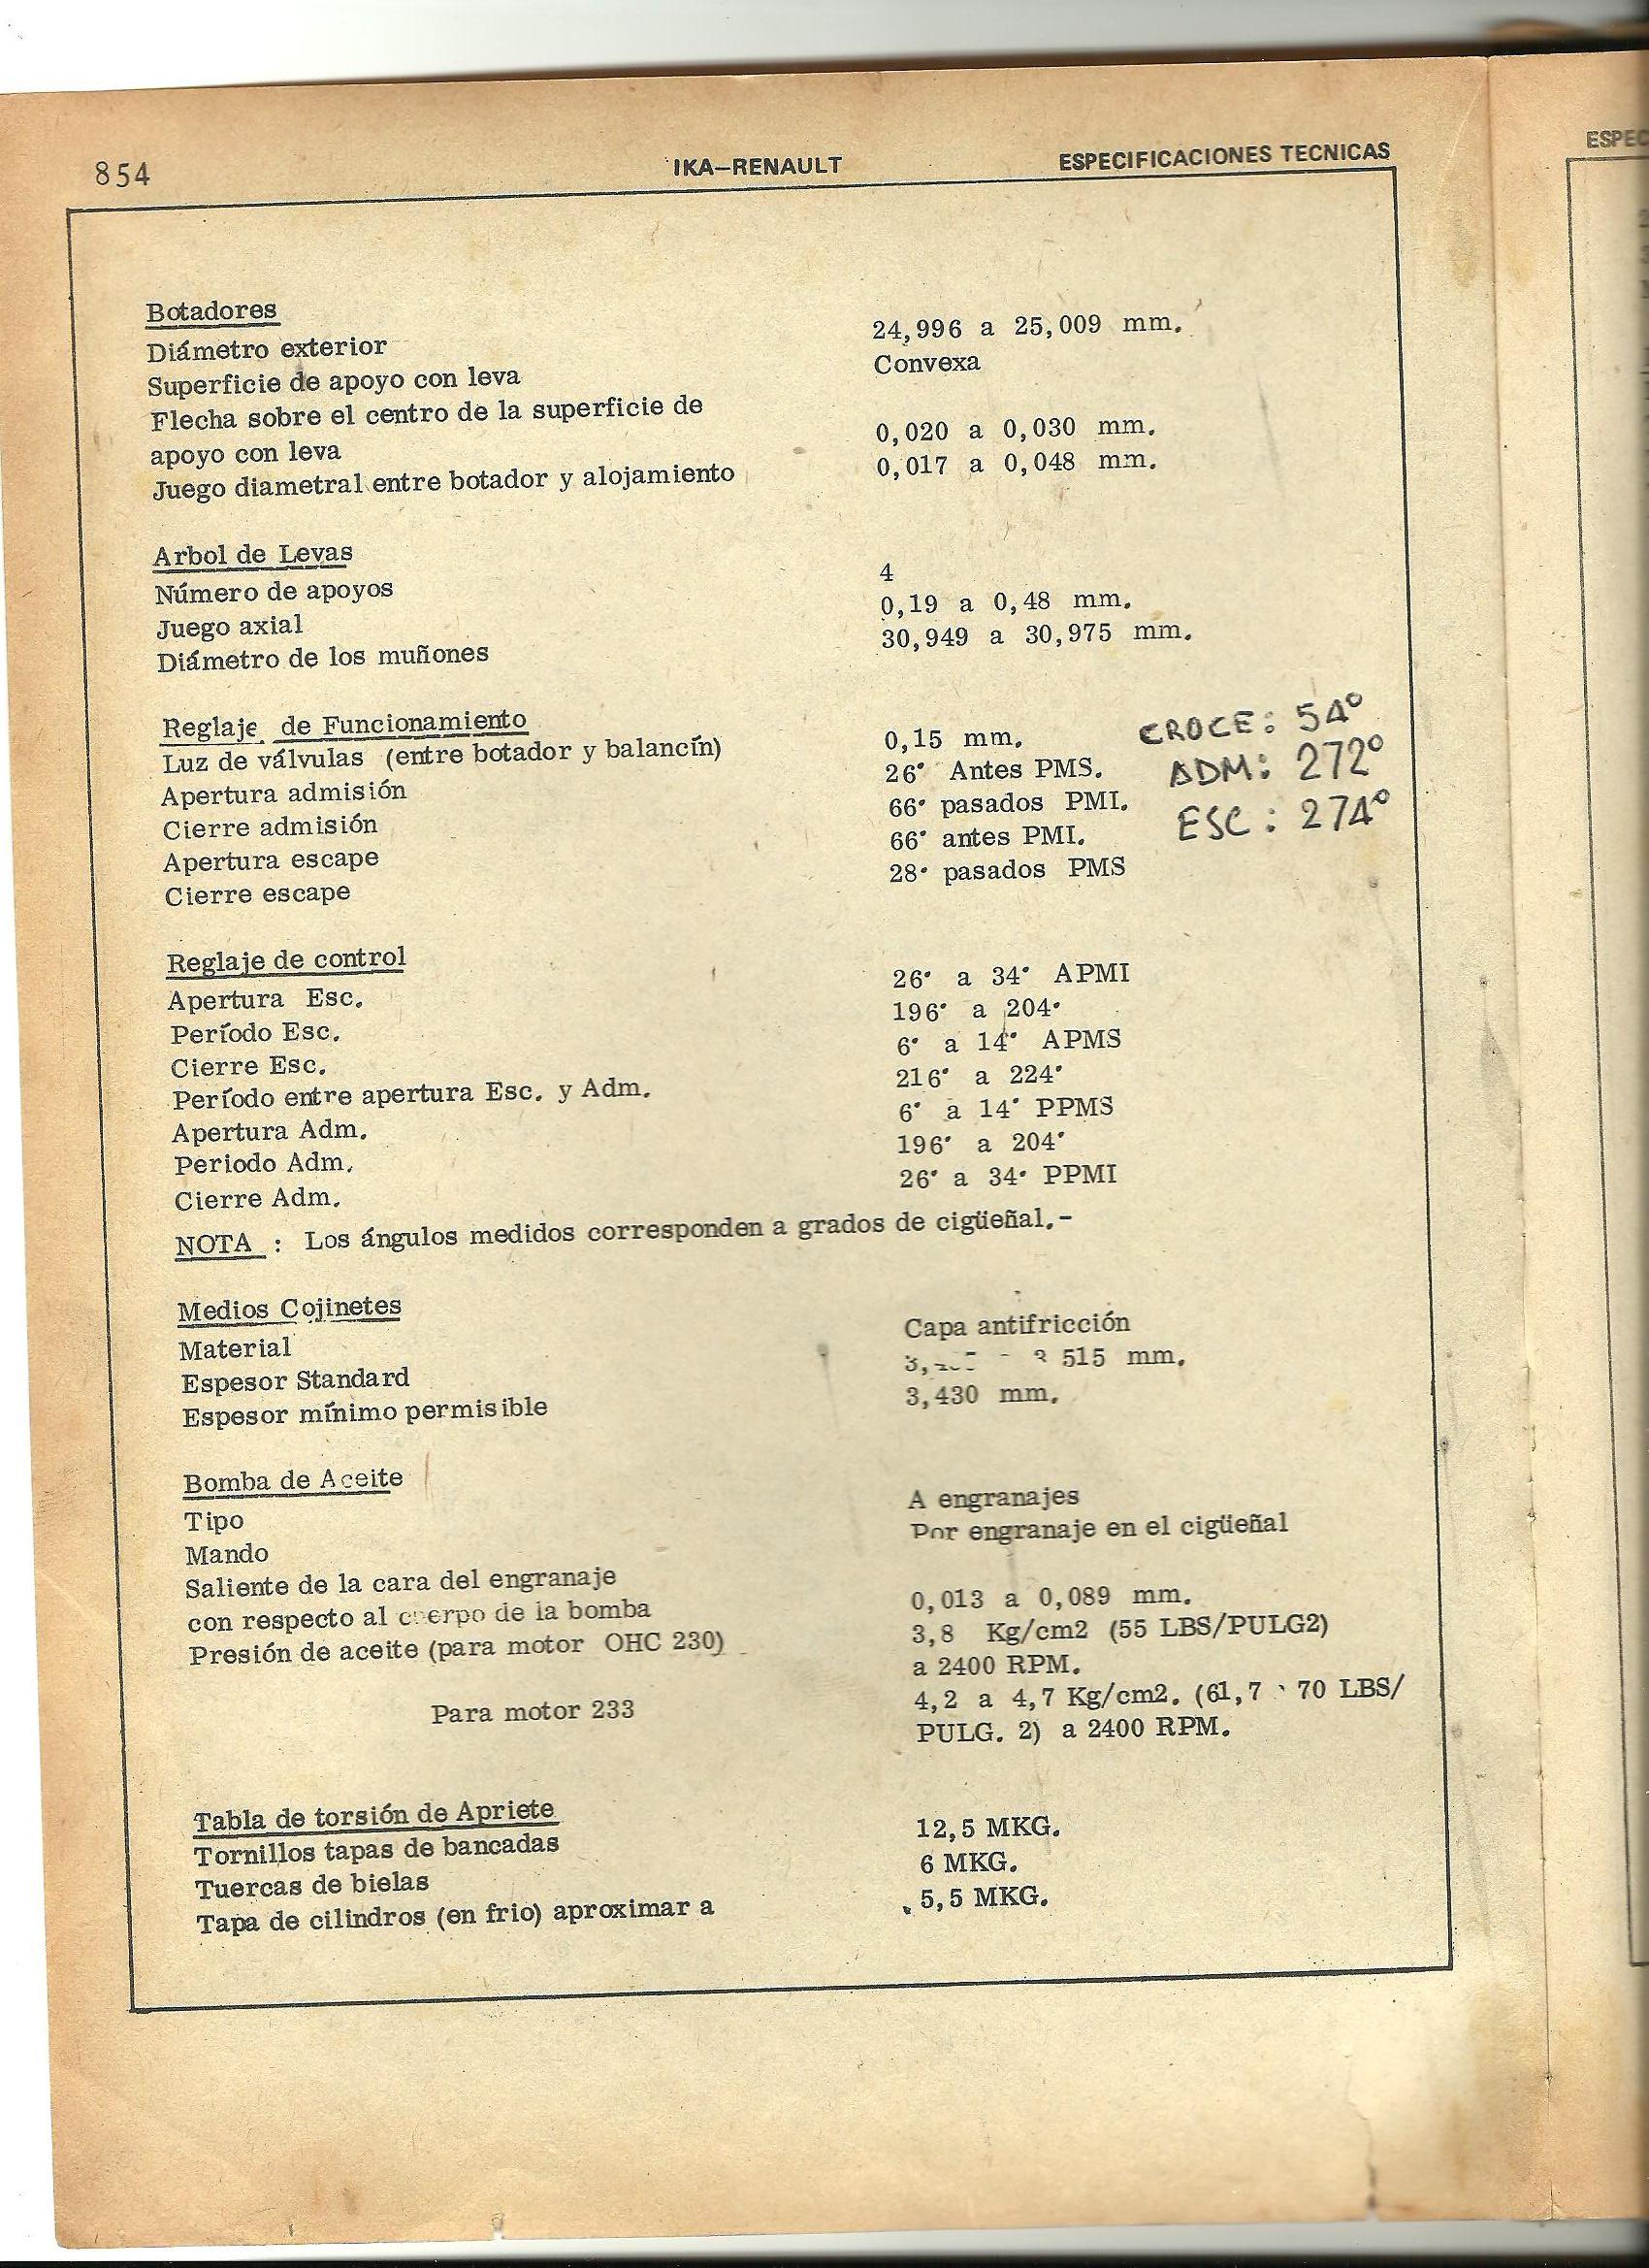 854 IKA—RENAULT ESPECIFICACIONES TECNICAS
ESPEC
Botadores
Diámetro exterior 24,996 a 25,009 mm.
Superficie de apoyo con leva Convexa
Flecha sobre el centro de la superficie de
apoyo con leva 0,020 a 0,030 mm.
Juego diametral entre botador y alojamiento 0,017 a 0,048 mm.
Arbol de Levas
Número de apoyos 4
Juego axial 0,19 a 0,48 mm.
Diámetro de los muñones 30,949 a 30,975 mm.
Reglaje de Funcionamiento
Luz de válvulas (entre botador y balancín) 0,15 mm. CROCE: 54°
Apertura admisión 26° Antes PMS. ADM: 272°
Cierre admisión 66° pasados PMI. ESC: 274°
Apertura escape 66° antes PMI.
Cierre escape 28° pasados PMS
Reglaje de control
Apertura Esc. 26° a 34° APMI
Período Esc. 196° a 204°
Cierre Esc. 6° a 14° APMS
Período entre apertura Esc. y Adm. 216° a 224°
Apertura Adm. 6° a 14° PPMS
Periodo Adm. 196° a 204°
Cierre Adm. 26° a 34° PPMI
NOTA : Los ángulos medidos corresponden a grados de cigüeñal.-
Medios Cojinetes
Material Capa antifricción
Espesor Standard 515 mm.
Espesor mínimo permisible 3,430 mm.
Bomba de Aceite
Tipo A engranajes
Mando Por engranaje en el cigüeñal
Saliente de la cara del engranaje
con respecto al cuerpo de la bomba 0,013 a 0,089 mm.
Presión de aceite (para motor OHC 230) 3,8 Kg/cm2 (55 LBS/PULG2)
a 2400 RPM.
Para motor 233 4,2 a 4,7 Kg/cm2. (61,7 70 LBS/
PULG. 2) a 2400 RPM.
Tabla de torsión de Apriete
Tornillos tapas de bancadas 12,5 MKG.
Tuercas de bielas 6 MKG.
Tapa de cilindros (en frio) aproximar a 5,5 MKG.